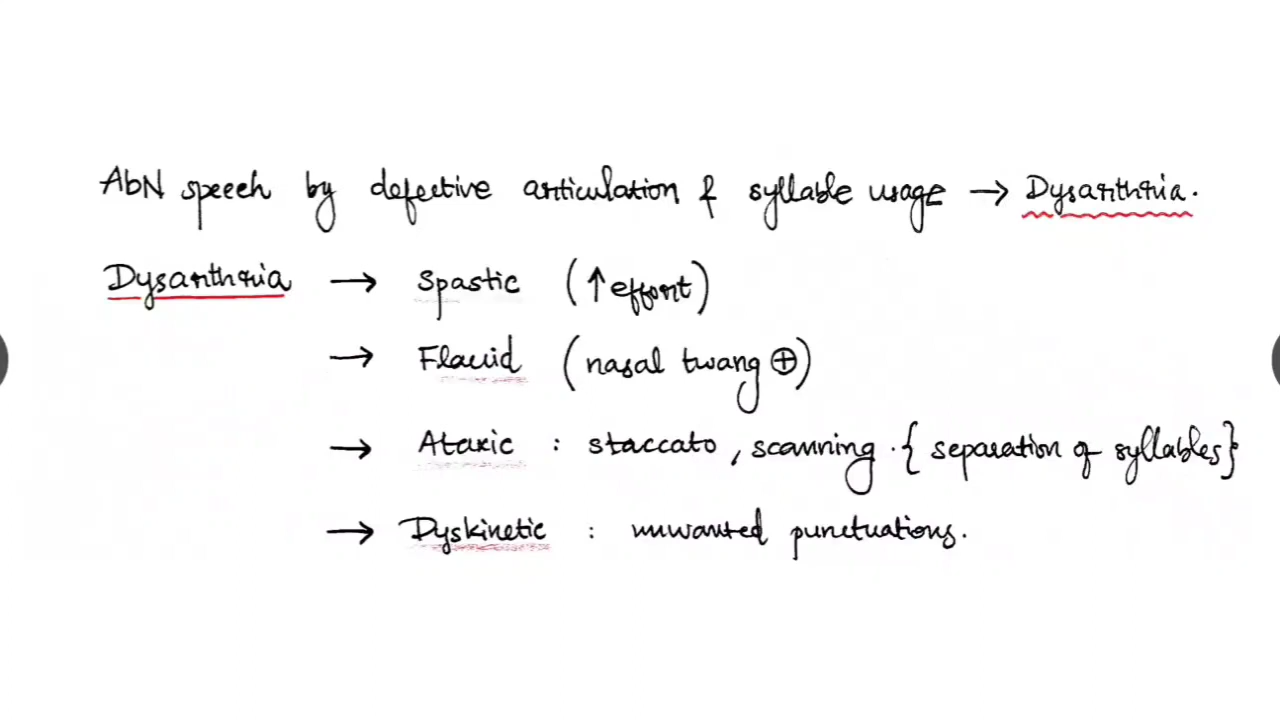 AbN speech by defective articulation & syllable usage → Dysarthria.
Dysarthria → Spastic (↑ effort)
→ Flaccid (nasal twang ⊕)
→ Ataxic : staccato, scanning. {separation of syllables}
→ Dyskinetic : unwanted punctuations.